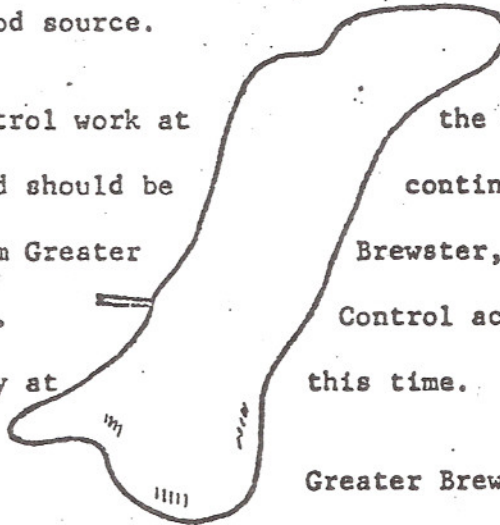 od source.
trol work at the
d should be contin
n Greater Brewster,
. Control ac
y at this time.
Greater Brew